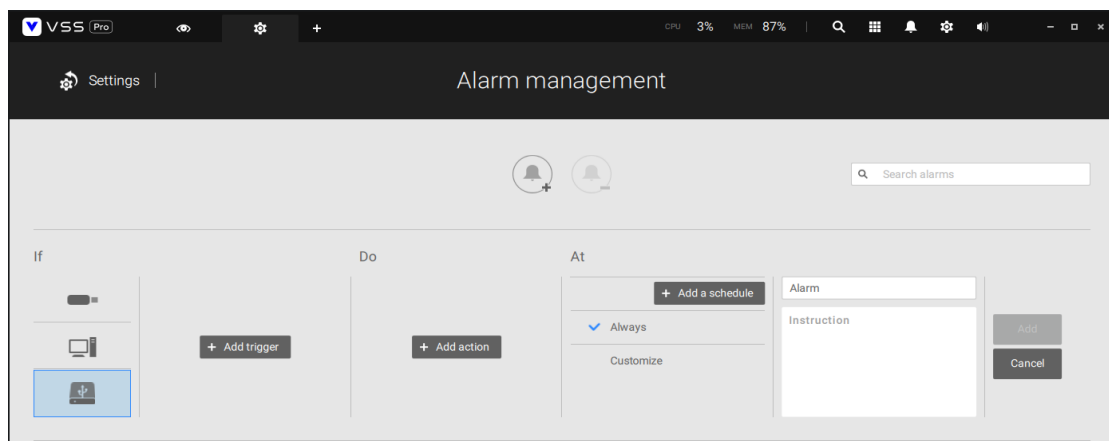 VSS Pro
CPU 3% MEM 87%
Settings
Alarm management
Search alarms
If
Do
At
+ Add trigger
+ Add action
+ Add a schedule
Always
Customize
Alarm
Instruction
Add
Cancel